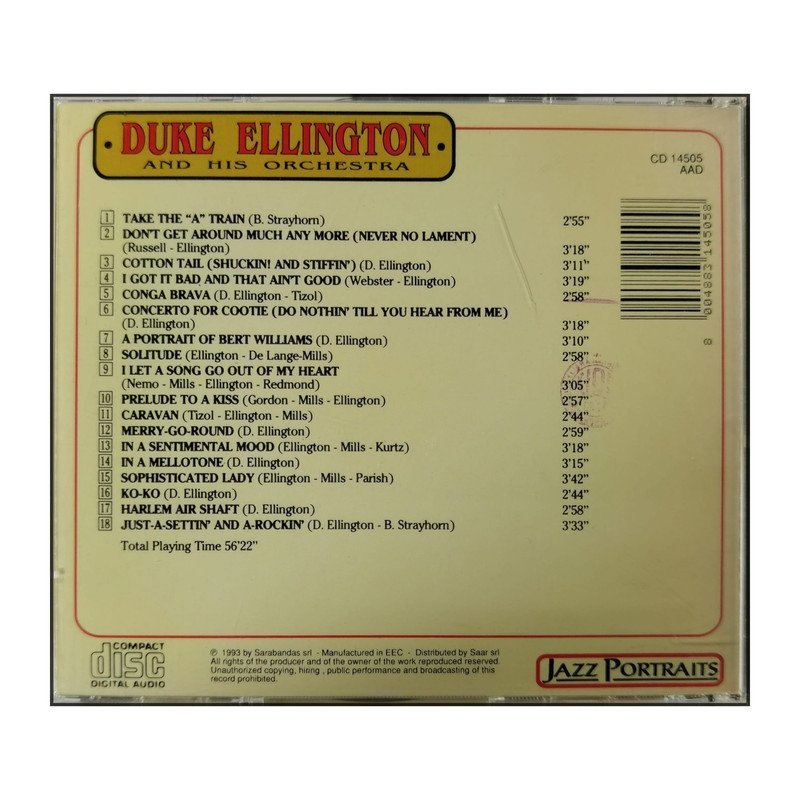 DUKE ELLINGTON
AND HIS ORCHESTRA
CD 14505
AAD
1 TAKE THE “A” TRAIN (B. Strayhorn) 2'55”
2 DON'T GET AROUND MUCH ANY MORE (NEVER NO LAMENT)
(Russell - Ellington) 3'18”
3 COTTON TAIL (SHUCKIN! AND STIFFIN') (D. Ellington) 3'11”
4 I GOT IT BAD AND THAT AIN'T GOOD (Webster - Ellington) 3'19”
5 CONGA BRAVA (D. Ellington - Tizol) 2'58”
6 CONCERTO FOR COOTIE (DO NOTHIN' TILL YOU HEAR FROM ME)
(D. Ellington) 3'18”
7 A PORTRAIT OF BERT WILLIAMS (D. Ellington) 3'10”
8 SOLITUDE (Ellington - De Lange-Mills) 2'58”
9 I LET A SONG GO OUT OF MY HEART
(Nemo - Mills - Ellington - Redmond) 3'05”
10 PRELUDE TO A KISS (Gordon - Mills - Ellington) 2'57”
11 CARAVAN (Tizol - Ellington - Mills) 2'44”
12 MERRY-GO-ROUND (D. Ellington) 2'59”
13 IN A SENTIMENTAL MOOD (Ellington - Mills - Kurtz) 3'18”
14 IN A MELLOTONE (D. Ellington) 3'15”
15 SOPHISTICATED LADY (Ellington - Mills - Parish) 3'42”
16 KO-KO (D. Ellington) 2'44”
17 HARLEM AIR SHAFT (D. Ellington) 2'58”
18 JUST-A-SETTIN' AND A-ROCKIN' (D. Ellington - B. Strayhorn) 3'33”
Total Playing Time 56'22”
004883 145058
COMPACT
disc
DIGITAL AUDIO
℗ 1993 by Sarabandas srl - Manufactured in EEC - Distributed by Saar srl
All rights of the producer and of the owner of the work reproduced reserved.
Unauthorized copying, hiring , public performance and broadcasting of this
record prohibited.
JAZZ PORTRAITS